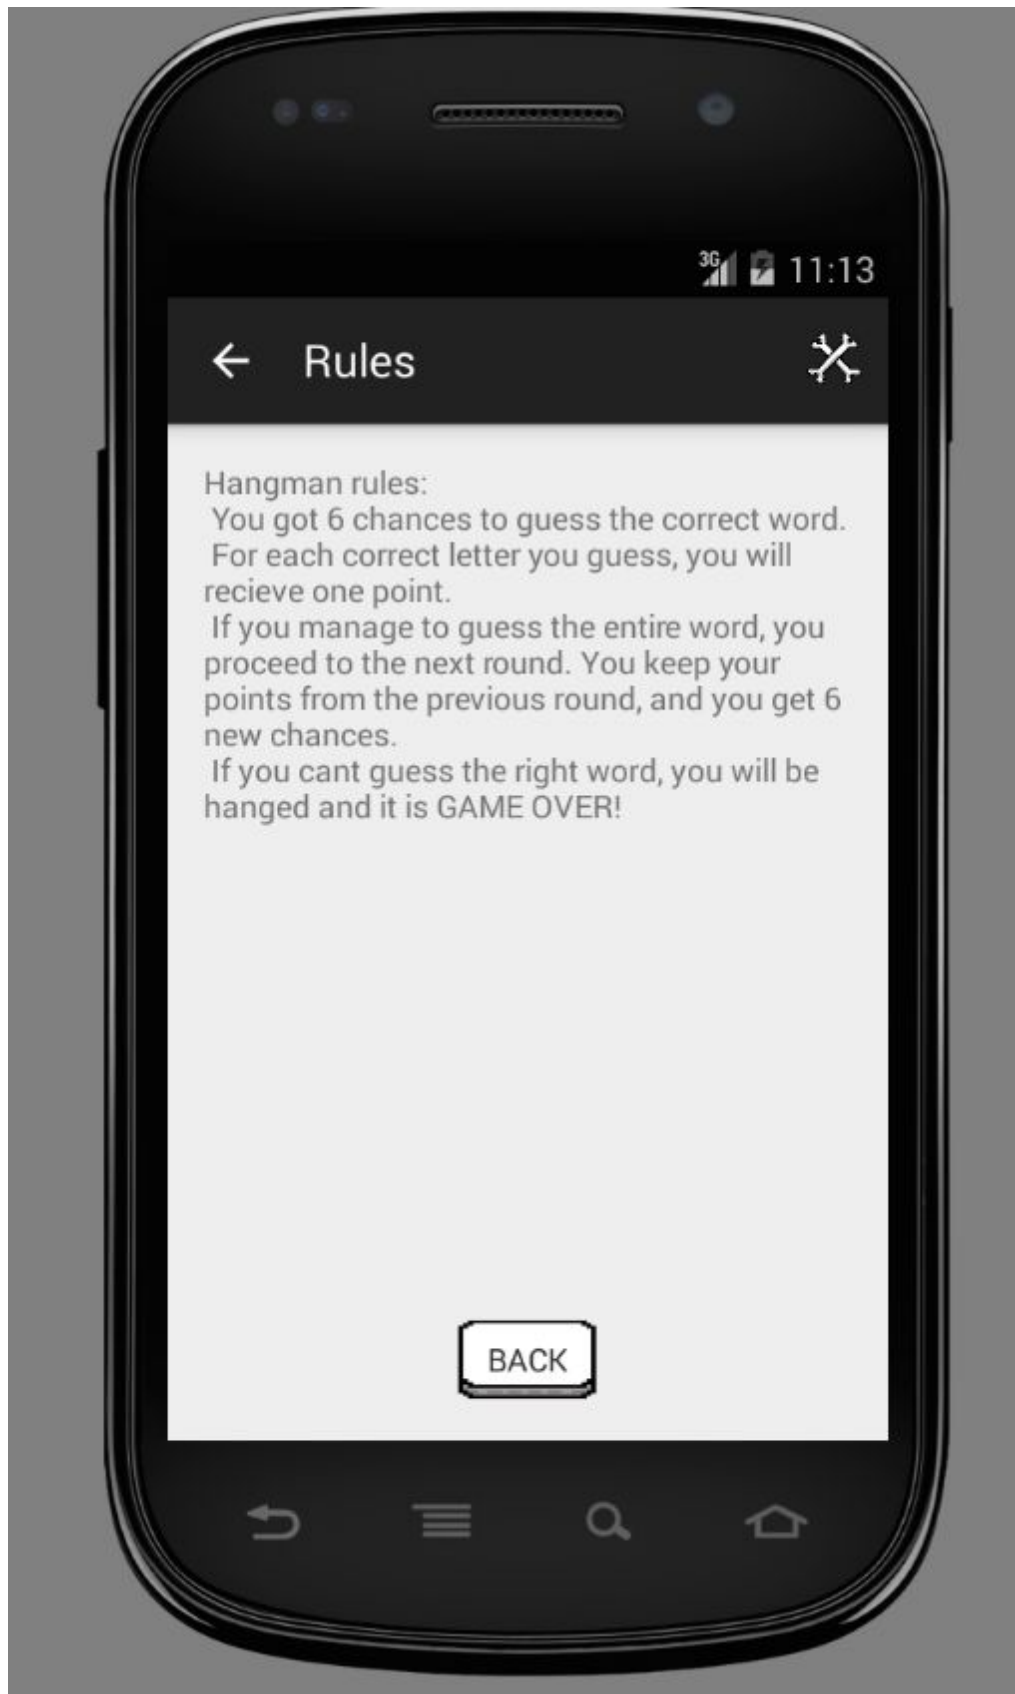 3G 11:13
Rules
Hangman rules:
You got 6 chances to guess the correct word.
For each correct letter you guess, you will
recieve one point.
If you manage to guess the entire word, you
proceed to the next round. You keep your
points from the previous round, and you get 6
new chances.
If you cant guess the right word, you will be
hanged and it is GAME OVER!
BACK